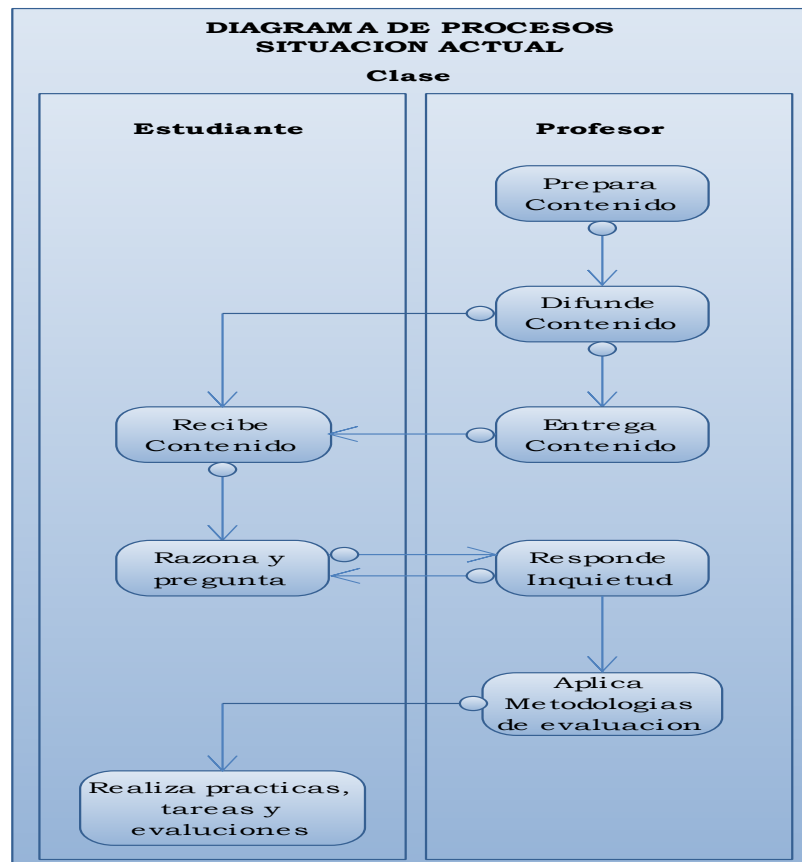 DIAGRAMA DE PROCESOS
SITUACION ACTUAL
Clase
Estudiante
Profesor
Prepara
Contenido
Difunde
Contenido
Recibe
Contenido
Entrega
Contenido
Razona y
pregunta
Responde
Inquietud
Aplica
Metodologias
de evaluacion
Realiza practicas,
tareas y
evaluciones